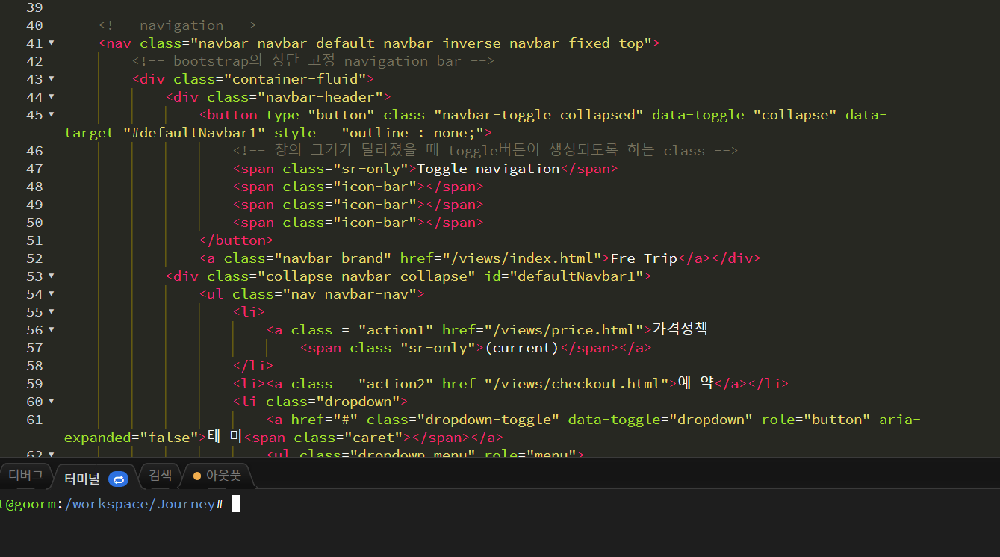 39
40 <!-- navigation -->
41 <nav class="navbar navbar-default navbar-inverse navbar-fixed-top">
42 <!-- bootstrap의 상단 고정 navigation bar -->
43 <div class="container-fluid">
44 <div class="navbar-header">
45 <button type="button" class="navbar-toggle collapsed" data-toggle="collapse" data-
target="#defaultNavbar1" style = "outline : none;">
46 <!-- 창의 크기가 달라졌을 때 toggle버튼이 생성되도록 하는 class -->
47 <span class="sr-only">Toggle navigation</span>
48 <span class="icon-bar"></span>
49 <span class="icon-bar"></span>
50 <span class="icon-bar"></span>
51 </button>
52 <a class="navbar-brand" href="/views/index.html">Fre Trip</a></div>
53 <div class="collapse navbar-collapse" id="defaultNavbar1">
54 <ul class="nav navbar-nav">
55 <li>
56 <a class = "action1" href="/views/price.html">가격정책
57 <span class="sr-only">(current)</span></a>
58 </li>
59 <li><a class = "action2" href="/views/checkout.html">예 약</a></li>
60 <li class="dropdown">
61 <a href="#" class="dropdown-toggle" data-toggle="dropdown" role="button" aria-
expanded="false">테 마<span class="caret"></span></a>
62 <ul class="dropdown-menu" role="menu">
디버그 터미널 검색 아웃풋
t@goorm:/workspace/Journey#